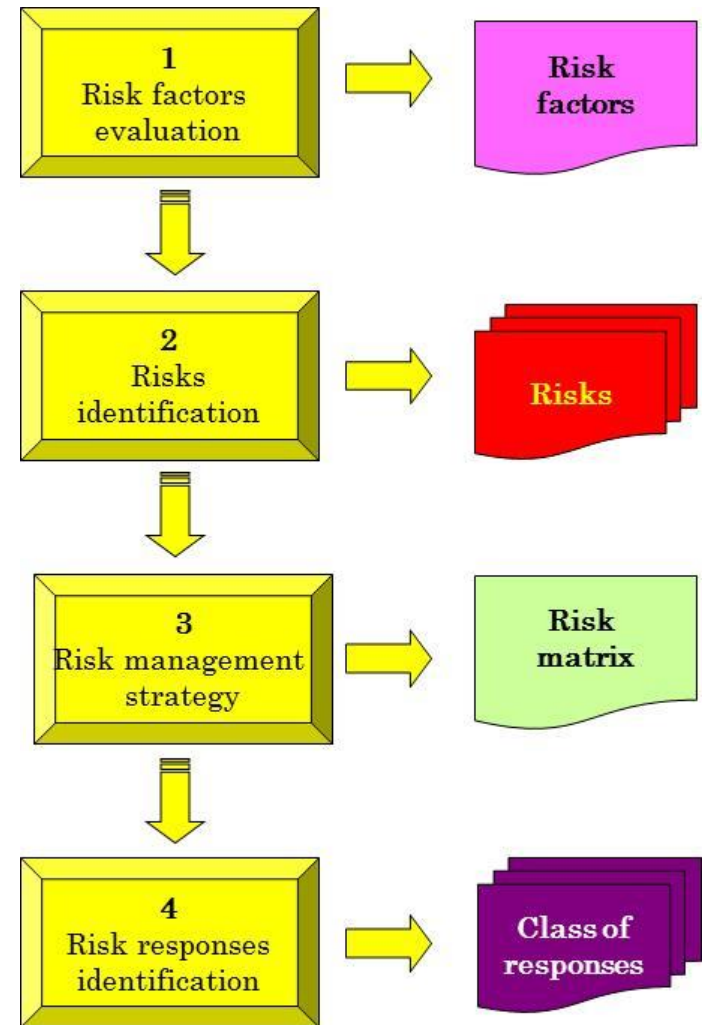 1
Risk factors
evaluation
Risk
factors
2
Risks
identification
Risks
3
Risk management
strategy
Risk
matrix
4
Risk responses
identification
Class of
responses